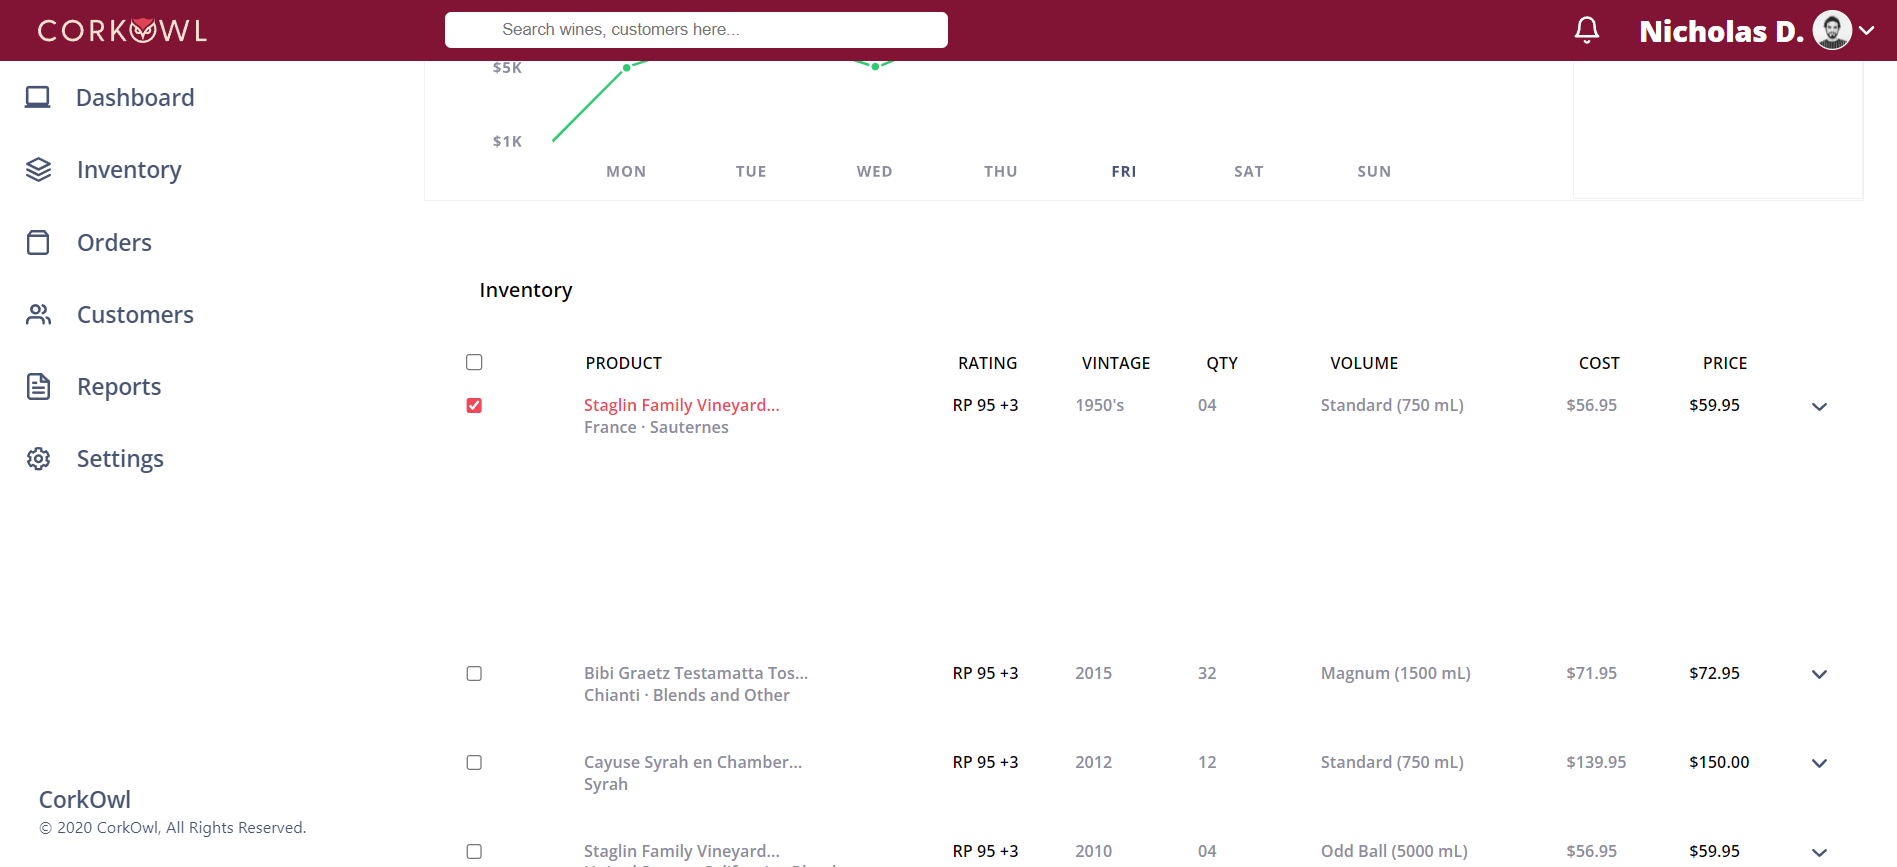 CORKOWL
Search wines, customers here...
Nicholas D.
Dashboard
Inventory
Orders
Customers
Reports
Settings
CorkOwl
© 2020 CorkOwl, All Rights Reserved.
$5K
$1K
MON TUE WED THU FRI SAT SUN
Inventory
PRODUCT RATING VINTAGE QTY VOLUME COST PRICE
Staglin Family Vineyard... RP 95 +3 1950's 04 Standard (750 mL) $56.95 $59.95
France · Sauternes
Bibi Graetz Testamatta Tos... RP 95 +3 2015 32 Magnum (1500 mL) $71.95 $72.95
Chianti · Blends and Other
Cayuse Syrah en Chamber... RP 95 +3 2012 12 Standard (750 mL) $139.95 $150.00
Syrah
Staglin Family Vineyard... RP 95 +3 2010 04 Odd Ball (5000 mL) $56.95 $59.95